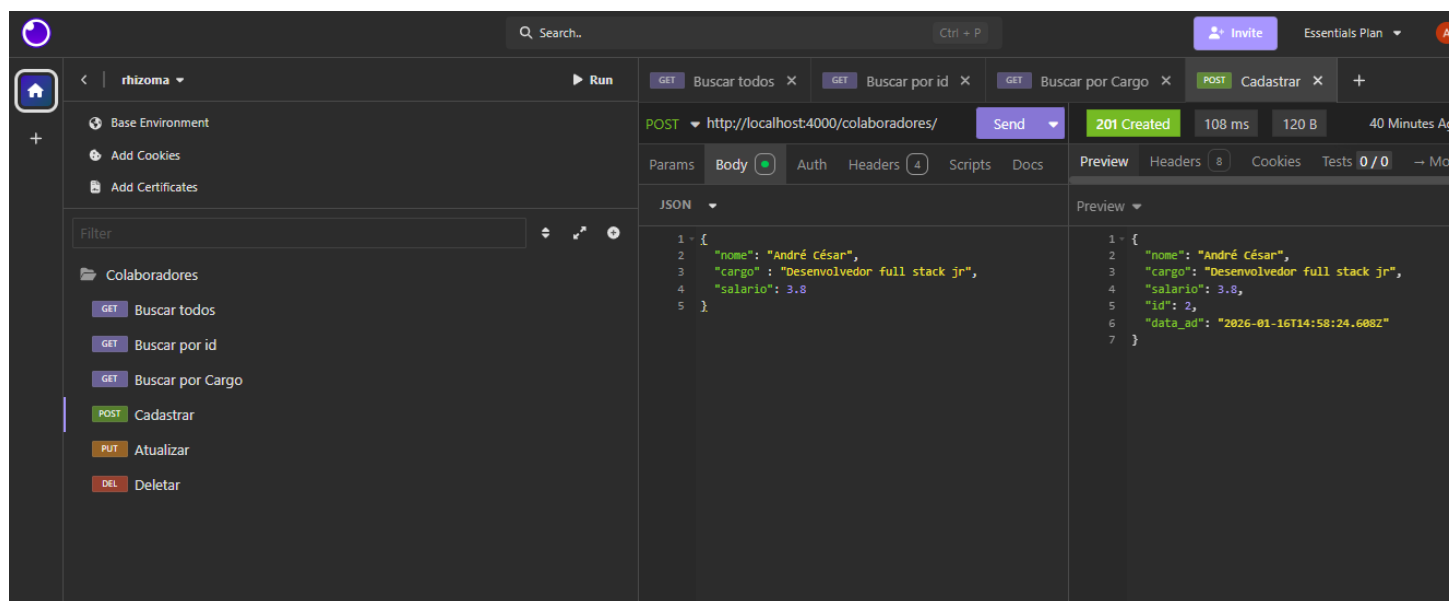 Search..
Ctrl + P
Invite
Essentials Plan
A
rhizoma
Run
Base Environment
Add Cookies
Add Certificates
Filter
Colaboradores
GET Buscar todos
GET Buscar por id
GET Buscar por Cargo
POST Cadastrar
PUT Atualizar
DEL Deletar
GET Buscar todos
GET Buscar por id
GET Buscar por Cargo
POST Cadastrar
POST http://localhost:4000/colaboradores/ Send
Params Body Auth Headers 4 Scripts Docs
JSON
1 {
2 "nome": "André César",
3 "cargo" : "Desenvolvedor full stack jr",
4 "salario": 3.8
5 }
201 Created 108 ms 120 B 40 Minutes Ag
Preview Headers 8 Cookies Tests 0 / 0 → Mo
Preview
1 {
2 "nome": "André César",
3 "cargo": "Desenvolvedor full stack jr",
4 "salario": 3.8,
5 "id": 2,
6 "data_ad": "2026-01-16T14:58:24.608Z"
7 }